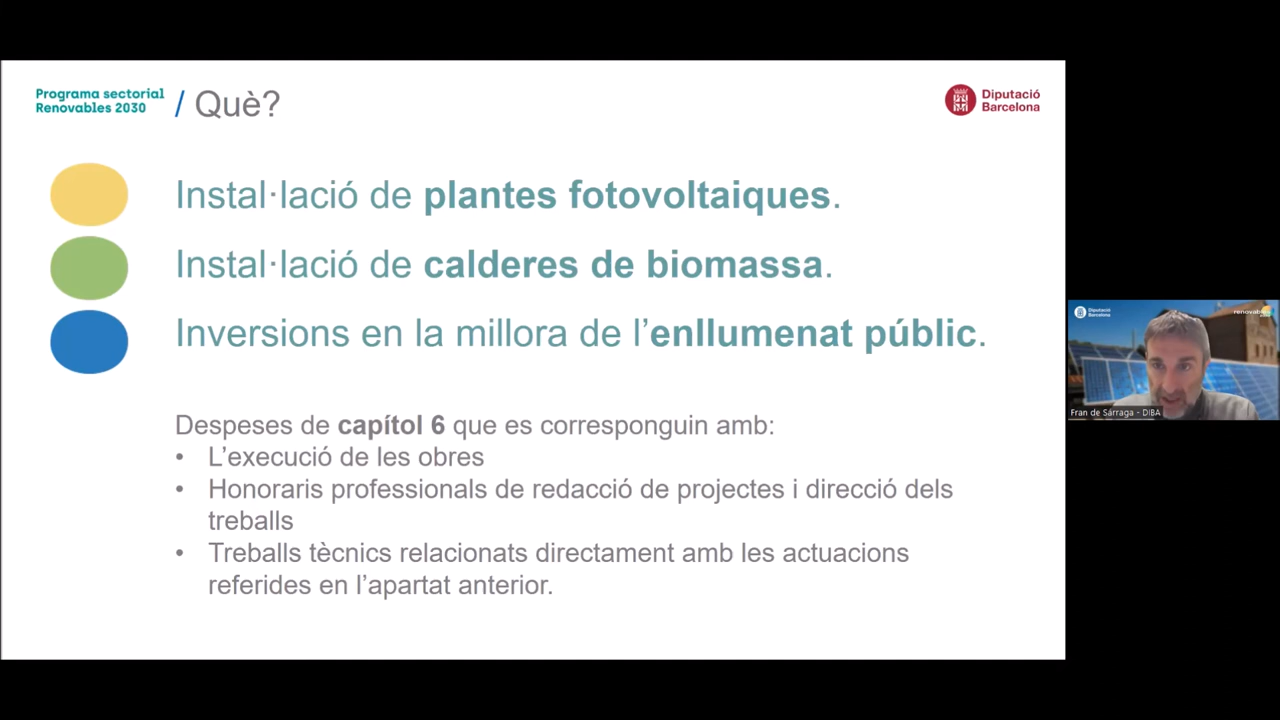 Programa sectorial
Renovables 2030
/ Què?
Diputació
Barcelona
Instal·lació de plantes fotovoltaiques.
Instal·lació de calderes de biomassa.
Inversions en la millora de l’enllumenat públic.
Despeses de capítol 6 que es corresponguin amb:
• L’execució de les obres
• Honoraris professionals de redacció de projectes i direcció dels
treballs
• Treballs tècnics relacionats directament amb les actuacions
referides en l’apartat anterior.
Diputació
Barcelona
Fran de Sárraga - DIBA